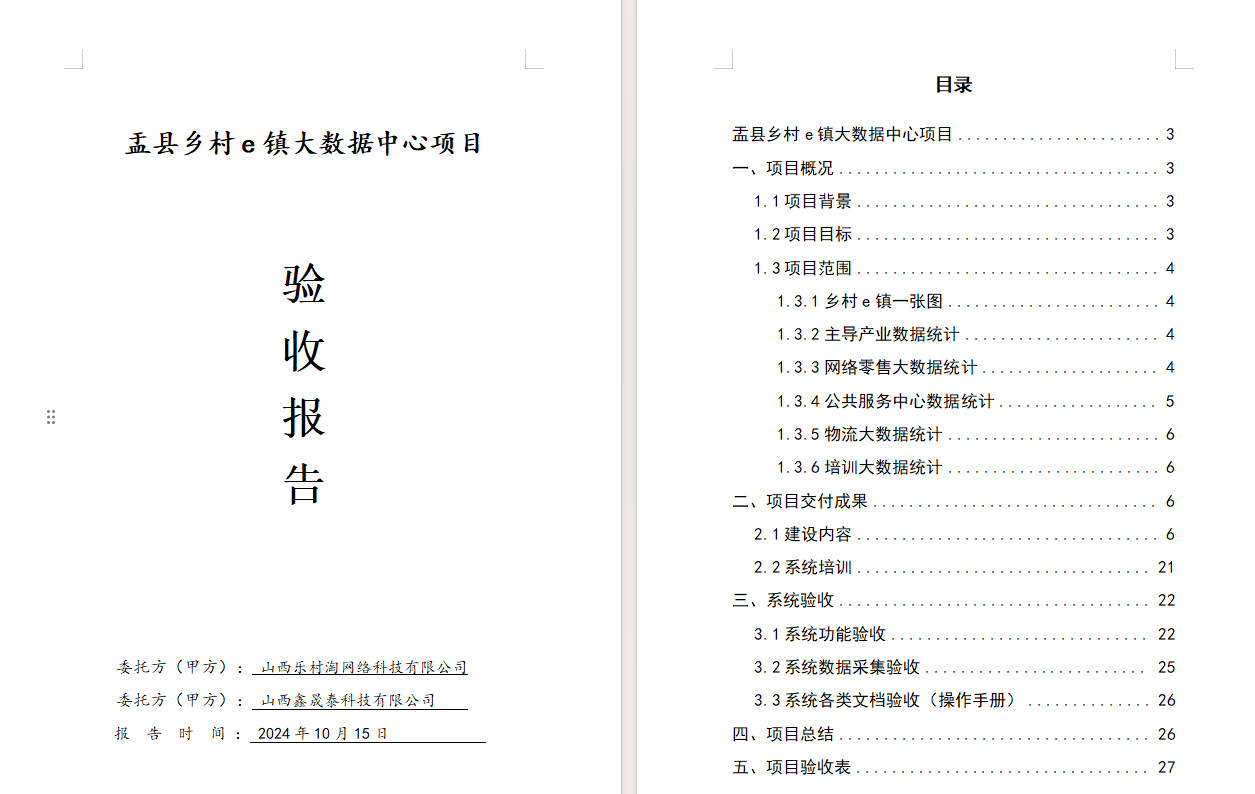 盂县乡村e镇大数据中心项目
验
收
报
告
委托方（甲方）：山西乐村淘网络科技有限公司
委托方（甲方）：山西鑫晟泰科技有限公司
报告时间：2024年10月15日
目录
盂县乡村e镇大数据中心项目....................3
一、项目概况....................3
1.1项目背景....................3
1.2项目目标....................3
1.3项目范围....................4
1.3.1乡村e镇一张图....................4
1.3.2主导产业数据统计....................4
1.3.3网络零售大数据统计....................4
1.3.4公共服务中心数据统计....................5
1.3.5物流大数据统计....................6
1.3.6培训大数据统计....................6
二、项目交付成果....................6
2.1建设内容....................6
2.2系统培训....................21
三、系统验收....................22
3.1系统功能验收....................22
3.2系统数据采集验收....................25
3.3系统各类文档验收（操作手册）....................26
四、项目总结....................26
五、项目验收表....................27